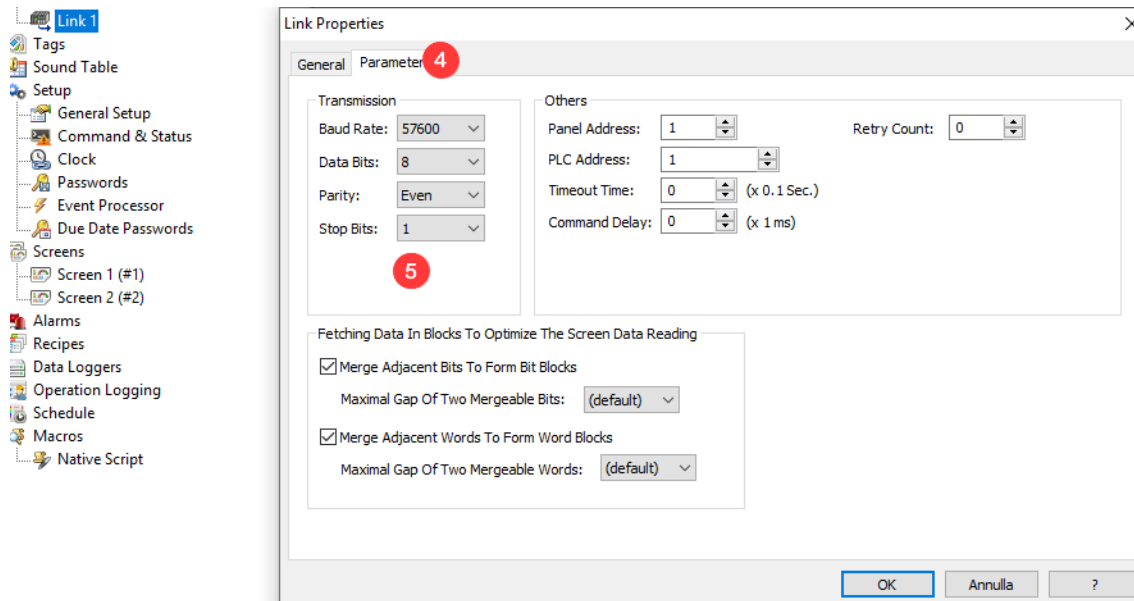 Link 1
Tags
Sound Table
Setup
General Setup
Command & Status
Clock
Passwords
Event Processor
Due Date Passwords
Screens
Screen 1 (#1)
Screen 2 (#2)
Alarms
Recipes
Data Loggers
Operation Logging
Schedule
Macros
Native Script
Link Properties
General Parameter 4
Transmission
Baud Rate: 57600
Data Bits: 8
Parity: Even
Stop Bits: 1
5
Others
Panel Address: 1 Retry Count: 0
PLC Address: 1
Timeout Time: 0 (x 0.1 Sec.)
Command Delay: 0 (x 1 ms)
Fetching Data In Blocks To Optimize The Screen Data Reading
Merge Adjacent Bits To Form Bit Blocks
Maximal Gap Of Two Mergeable Bits: (default)
Merge Adjacent Words To Form Word Blocks
Maximal Gap Of Two Mergeable Words: (default)
OK Annulla ?